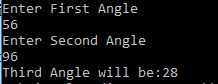 Enter First Angle
56
Enter Second Angle
96
Third Angle will be:28